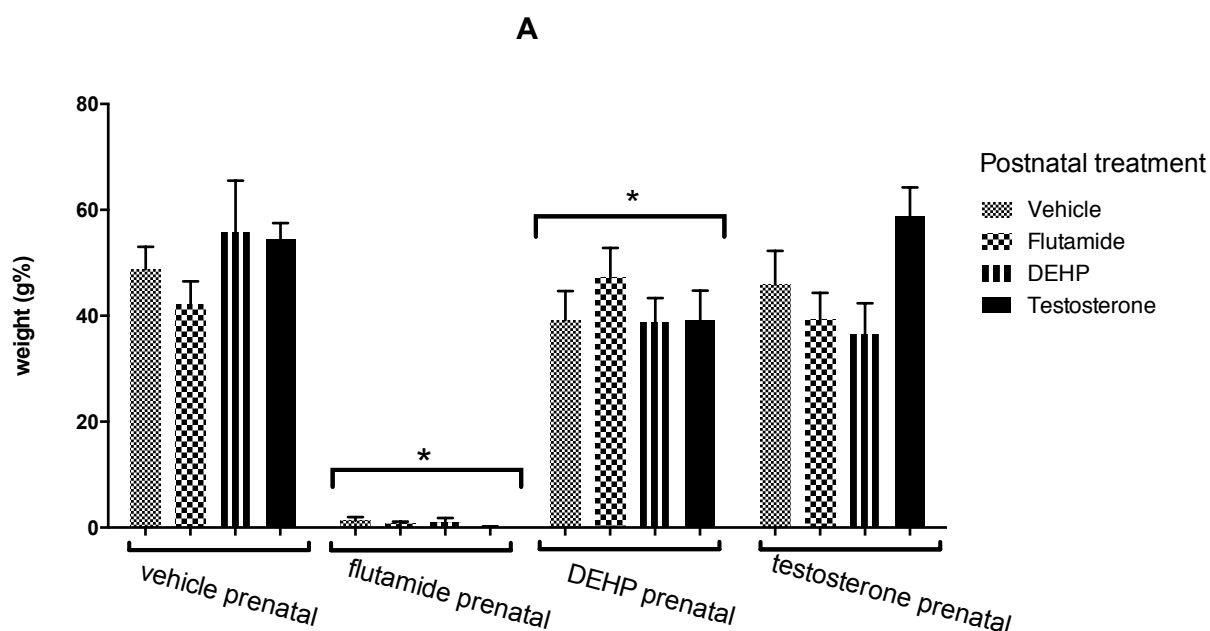 A
80
60
40
20
0
weight (g%)
*
*
vehicle prenatal
flutamide prenatal
DEHP prenatal
testosterone prenatal
Postnatal treatment
Vehicle
Flutamide
DEHP
Testosterone